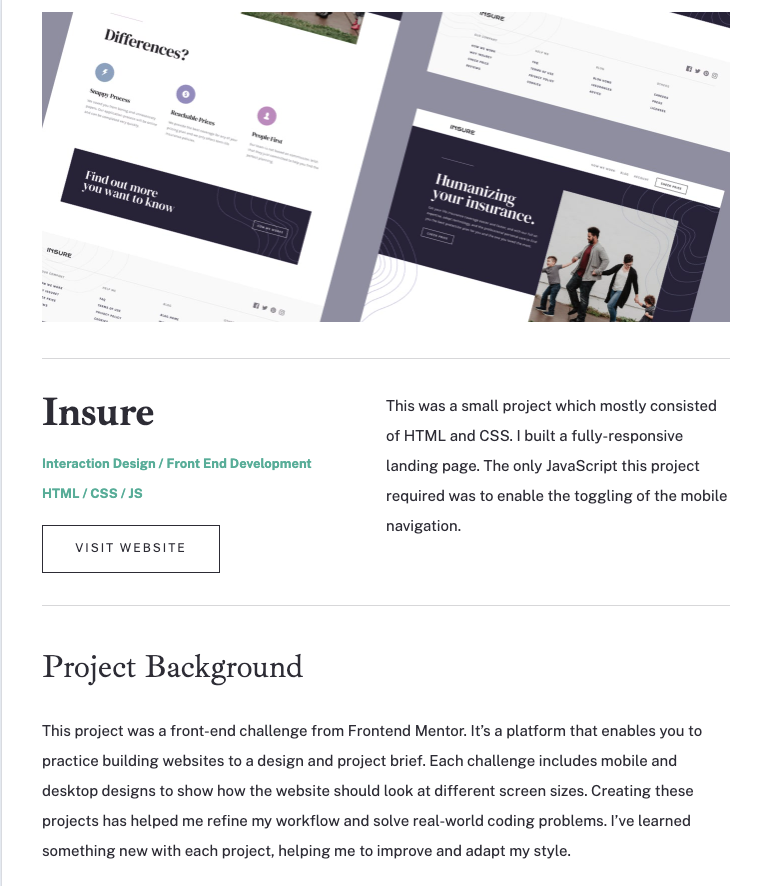 INSURE
Differences?
Snappy Process
Reachable Prices
People First
Find out more
you want to know
INSURE
INSURE
Humanizing
your insurance.
Insure
Interaction Design / Front End Development
HTML / CSS / JS
VISIT WEBSITE
This was a small project which mostly consisted
of HTML and CSS. I built a fully-responsive
landing page. The only JavaScript this project
required was to enable the toggling of the mobile
navigation.
Project Background
This project was a front-end challenge from Frontend Mentor. It’s a platform that enables you to
practice building websites to a design and project brief. Each challenge includes mobile and
desktop designs to show how the website should look at different screen sizes. Creating these
projects has helped me refine my workflow and solve real-world coding problems. I’ve learned
something new with each project, helping me to improve and adapt my style.